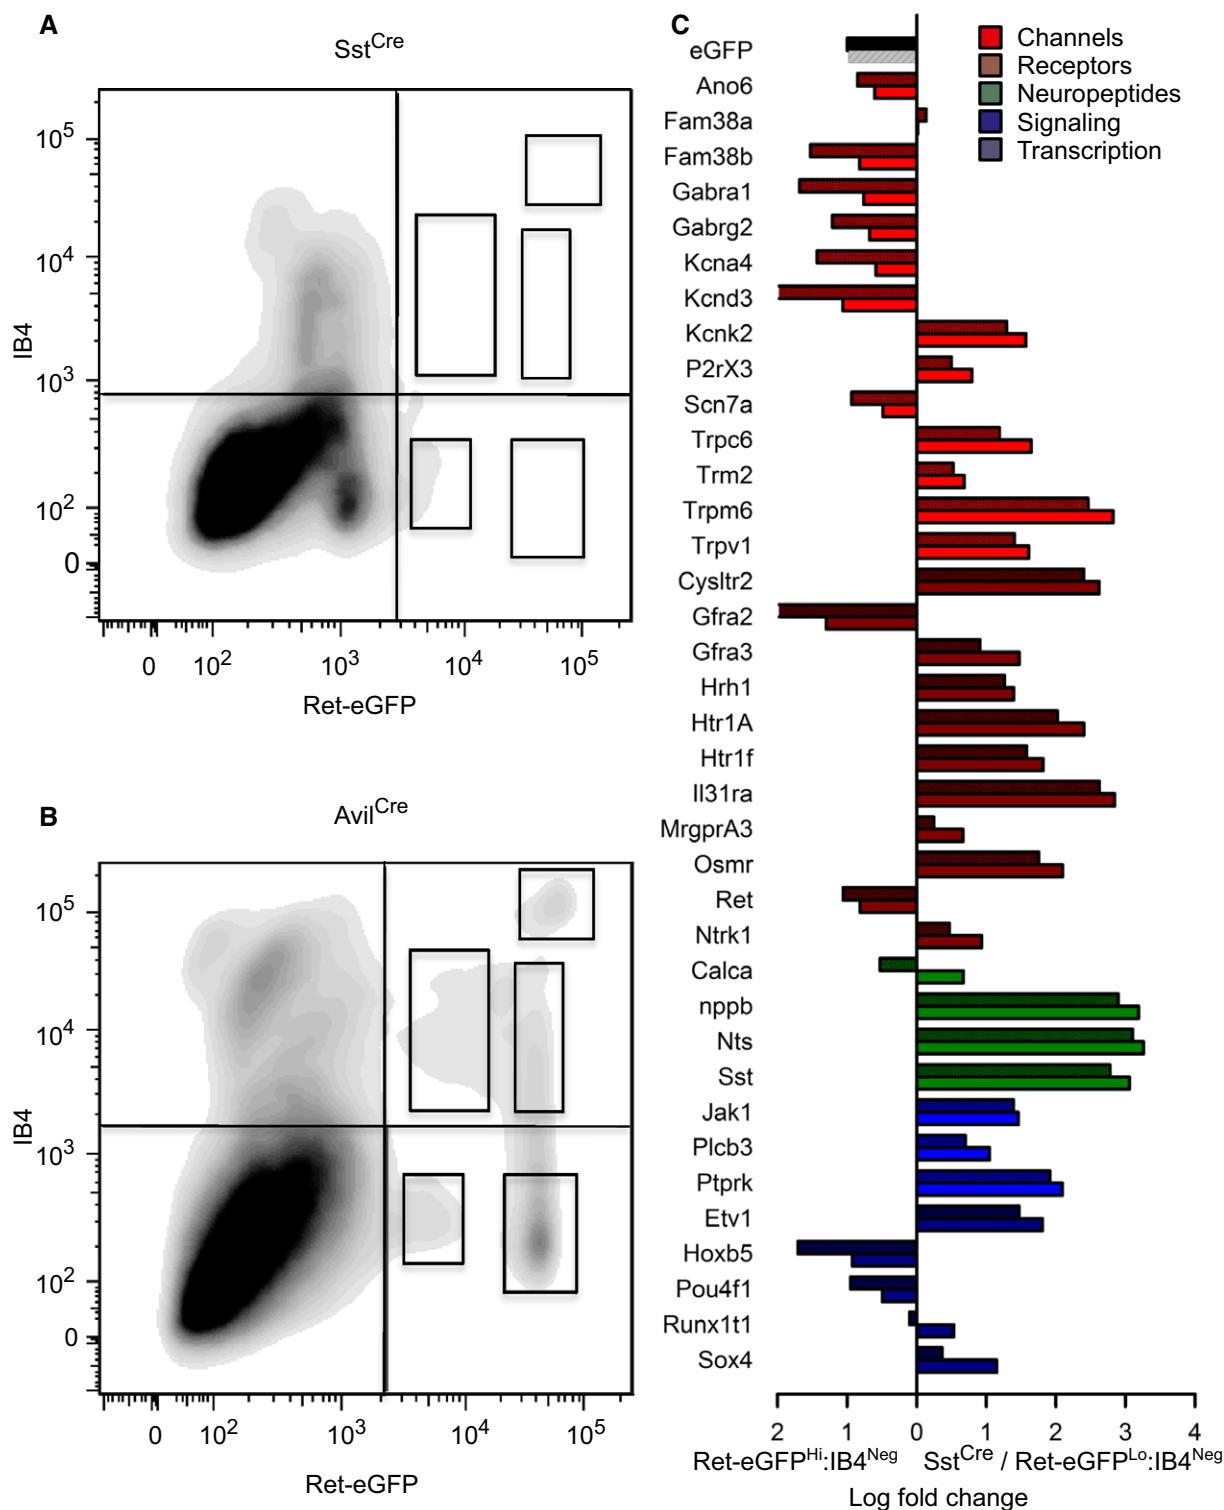 A
Sst^Cre
IB4
10^5
10^4
10^3
10^2
0
0 10^2 10^3 10^4 10^5
Ret-eGFP
B
Avil^Cre
IB4
10^5
10^4
10^3
10^2
0
0 10^2 10^3 10^4 10^5
Ret-eGFP
C
Channels
Receptors
Neuropeptides
Signaling
Transcription
eGFP
Ano6
Fam38a
Fam38b
Gabra1
Gabrg2
Kcna4
Kcnd3
Kcnk2
P2rX3
Scn7a
Trpc6
Trm2
Trpm6
Trpv1
Cysltr2
Gfra2
Gfra3
Hrh1
Htr1A
Htr1f
Il31ra
MrgprA3
Osmr
Ret
Ntrk1
Calca
nppb
Nts
Sst
Jak1
Plcb3
Ptprk
Etv1
Hoxb5
Pou4f1
Runx1t1
Sox4
2 1 0 1 2 3 4
Ret-eGFP^Hi:IB4^Neg Sst^Cre / Ret-eGFP^Lo:IB4^Neg
Log fold change